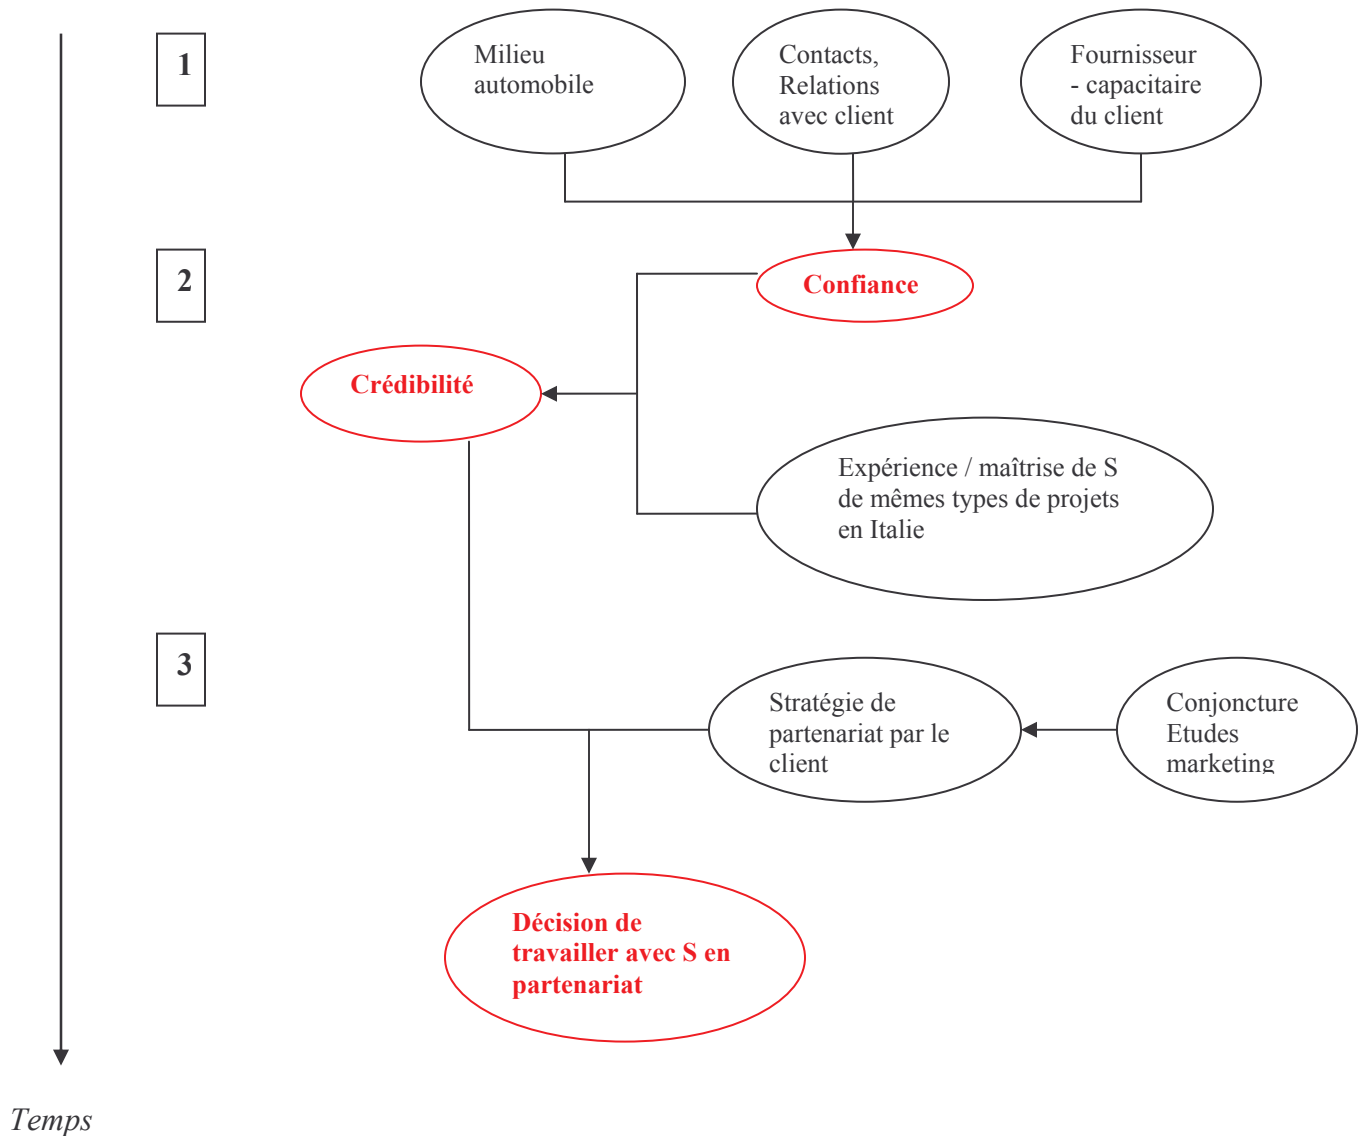 1
Milieu
automobile
Contacts,
Relations
avec client
Fournisseur
- capacitaire
du client
2
Confiance
Crédibilité
Expérience / maîtrise de S
de mêmes types de projets
en Italie
3
Stratégie de
partenariat par le
client
Conjoncture
Etudes
marketing
Décision de
travailler avec S en
partenariat
Temps